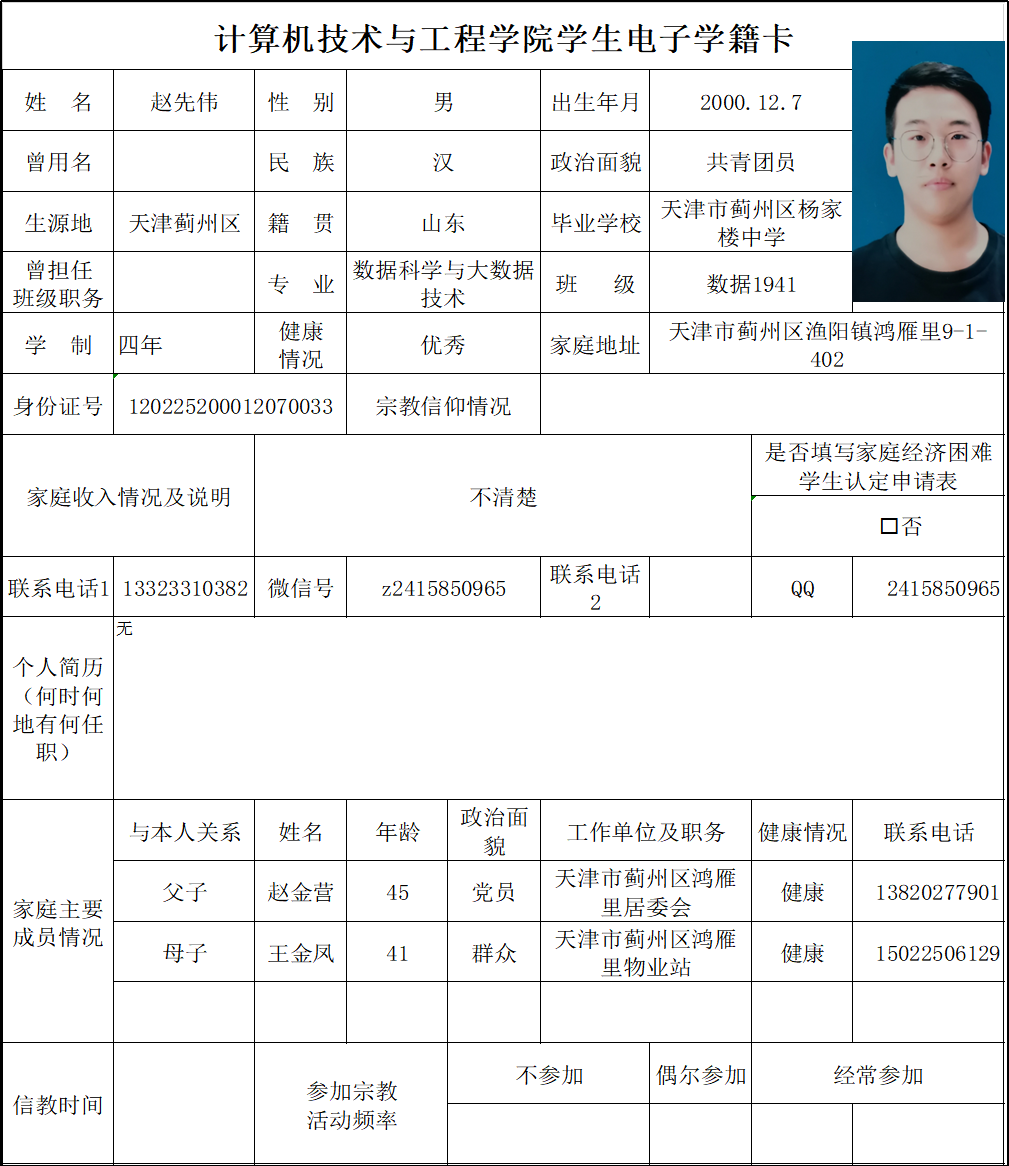 计算机技术与工程学院学生电子学籍卡
姓 名 赵先伟 性 别 男 出生年月 2000.12.7
曾用名 民 族 汉 政治面貌 共青团员
生源地 天津蓟州区 籍 贯 山东 毕业学校 天津市蓟州区杨家
楼中学
曾担任
班级职务 专 业 数据科学与大数据
技术
班 级 数据1941
学 制 四年 健康
情况
优秀 家庭地址 天津市蓟州区渔阳镇鸿雁里9-1-
402
身份证号 120225200012070033 宗教信仰情况
家庭收入情况及说明 不清楚 是否填写家庭经济困难
学生认定申请表
口否
联系电话1 13323310382 微信号 z2415850965 联系电话
2
QQ 2415850965
个人简历
（何时何
地有何任
职）
无
家庭主要
成员情况
与本人关系 姓名 年龄 政治面
貌
工作单位及职务 健康情况 联系电话
父子 赵金营 45 党员 天津市蓟州区鸿雁
里居委会
健康 13820277901
母子 王金凤 41 群众 天津市蓟州区鸿雁
里物业站
健康 15022506129
信教时间 参加宗教
活动频率
不参加 偶尔参加 经常参加